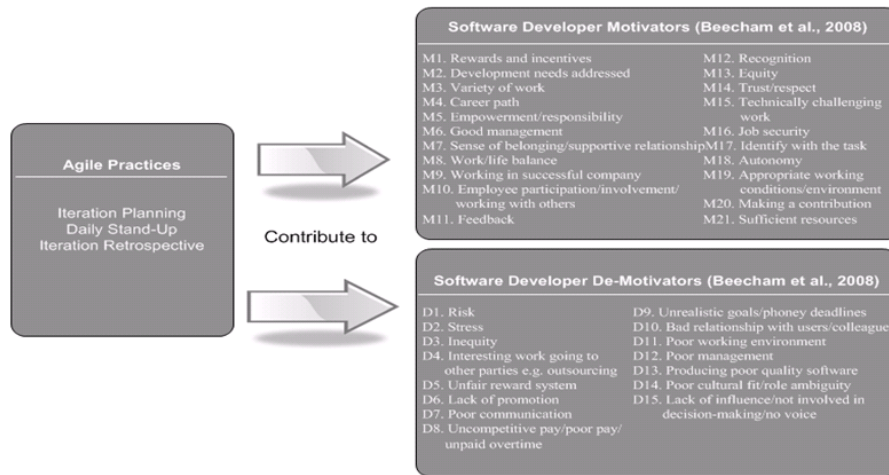 Agile Practices
Iteration Planning
Daily Stand-Up
Iteration Retrospective
Contribute to
Software Developer Motivators (Beecham et al., 2008)
M1. Rewards and incentives
M2. Development needs addressed
M3. Variety of work
M4. Career path
M5. Empowerment/responsibility
M6. Good management
M7. Sense of belonging/supportive relationship
M8. Work/life balance
M9. Working in successful company
M10. Employee participation/involvement/
working with others
M11. Feedback
M12. Recognition
M13. Equity
M14. Trust/respect
M15. Technically challenging
work
M16. Job security
M17. Identify with the task
M18. Autonomy
M19. Appropriate working
conditions/environment
M20. Making a contribution
M21. Sufficient resources
Software Developer De-Motivators (Beecham et al., 2008)
D1. Risk
D2. Stress
D3. Inequity
D4. Interesting work going to
other parties e.g. outsourcing
D5. Unfair reward system
D6. Lack of promotion
D7. Poor communication
D8. Uncompetitive pay/poor pay/
unpaid overtime
D9. Unrealistic goals/phoney deadlines
D10. Bad relationship with users/colleague
D11. Poor working environment
D12. Poor management
D13. Producing poor quality software
D14. Poor cultural fit/role ambiguity
D15. Lack of influence/not involved in
decision-making/no voice